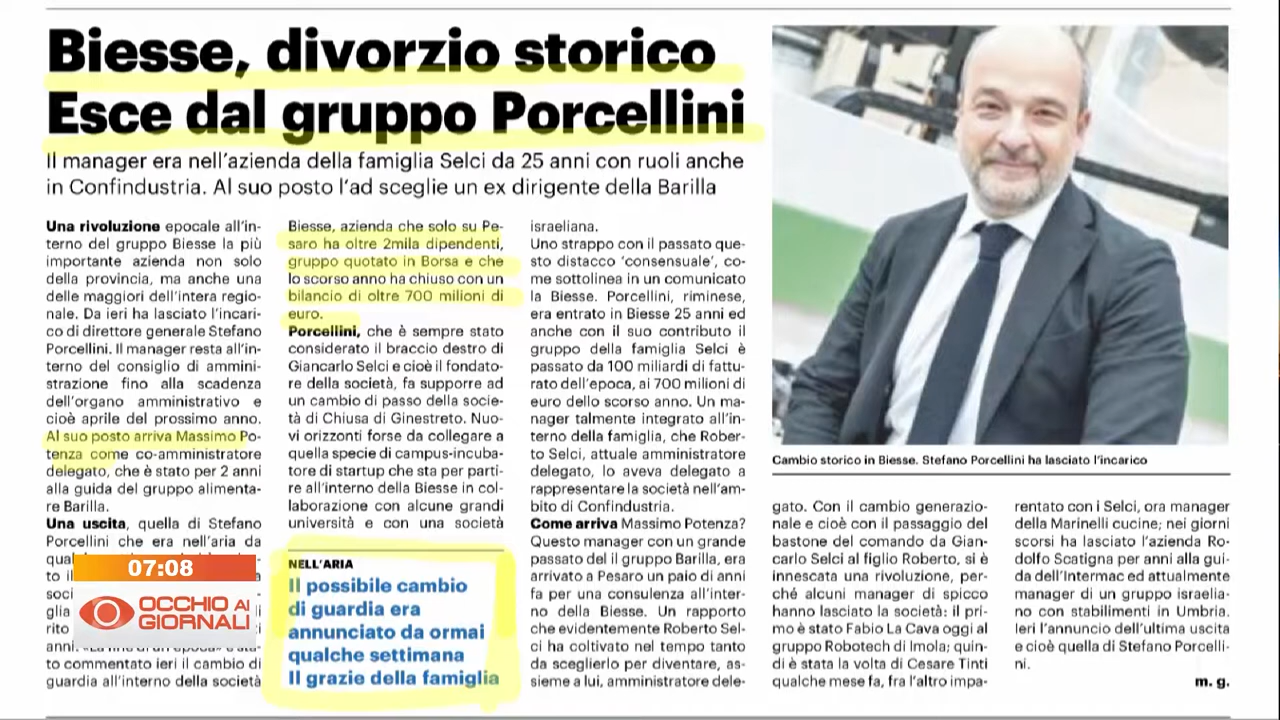 Biesse, divorzio storico
Esce dal gruppo Porcellini
Il manager era nell'azienda della famiglia Selci da 25 anni con ruoli anche
in Confindustria. Al suo posto l'ad sceglie un ex dirigente della Barilla
Una rivoluzione epocale all'in-
terno del gruppo Biesse la più
importante azienda non solo
della provincia, ma anche una
delle maggiori dell'intera regio-
nale. Da ieri ha lasciato l'incari-
co di direttore generale Stefano
Porcellini. Il manager resta all'in-
terno del consiglio di ammini-
strazione fino alla scadenza
dell'organo amministrativo e
cioè aprile del prossimo anno.
Al suo posto arriva Massimo Po-
tenza come co-amministratore
delegato, che è stato per 2 anni
alla guida del gruppo alimenta-
re Barilla.
Una uscita, quella di Stefano
Porcellini che era nell'aria da
to il
soci
glia
rito
anni.
to commentato ieri il cambio di
guardia all'interno della società
07:08
OCCHIO AI
GIORNALI
Biesse, azienda che solo su Pe-
saro ha oltre 2mila dipendenti,
gruppo quotato in Borsa e che
lo scorso anno ha chiuso con un
bilancio di oltre 700 milioni di
euro.
Porcellini, che è sempre stato
considerato il braccio destro di
Giancarlo Selci e cioè il fondato-
re della società, fa supporre ad
un cambio di passo della socie-
tà di Chiusa di Ginestreto. Nuo-
vi orizzonti forse da collegare a
quella specie di campus-incuba-
tore di startup che sta per parti-
re all'interno della Biesse in col-
laborazione con alcune grandi
università e con una società
NELL'ARIA
Il possibile cambio
di guardia era
annunciato da ormai
qualche settimana
Il grazie della famiglia
israeliana.
Uno strappo con il passato que-
sto distacco 'consensuale', co-
me sottolinea in un comunicato
la Biesse. Porcellini, riminese,
era entrato in Biesse 25 anni ed
anche con il suo contributo il
gruppo della famiglia Selci è
passato da 100 miliardi di fattu-
rato dell'epoca, ai 700 milioni di
euro dello scorso anno. Un ma-
nager talmente integrato all'in-
terno della famiglia, che Rober-
to Selci, attuale amministratore
delegato, lo aveva delegato a
rappresentare la società nell'am-
bito di Confindustria.
Come arriva Massimo Potenza?
Questo manager con un grande
passato del il gruppo Barilla, era
arrivato a Pesaro un paio di anni
fa per una consulenza all'inter-
no della Biesse. Un rapporto
che evidentemente Roberto Sel-
ci ha coltivato nel tempo tanto
da sceglierlo per diventare, as-
sieme a lui, amministratore dele-
Cambio storico in Biesse. Stefano Porcellini ha lasciato l'incarico
gato. Con il cambio generazio-
nale e cioè con il passaggio del
bastone del comando da Gian-
carlo Selci al figlio Roberto, si è
innescata una rivoluzione, per-
ché alcuni manager di spicco
hanno lasciato la società: il pri-
mo è stato Fabio La Cava oggi al
gruppo Robotech di Imola; quin-
di è stata la volta di Cesare Tinti
qualche mese fa, fra l'altro impa-
rentato con i Selci, ora manager
della Marinelli cucine; nei giorni
scorsi ha lasciato l'azienda Ro-
dolfo Scatigna per anni alla gui-
da dell'Intermac ed attualmente
manager di un gruppo israelia-
no con stabilimenti in Umbria.
Ieri l'annuncio dell'ultima uscita
e cioè quella di Stefano Porcelli-
ni.
m. g.